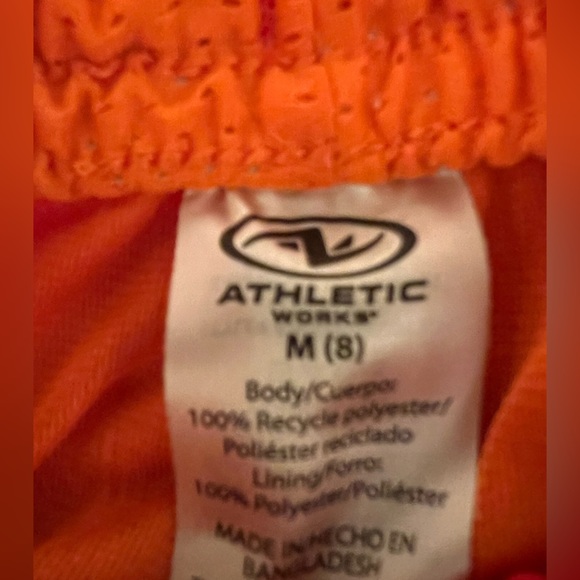 ATHLETIC
WORKS®
M (8)
Body/Cuerpo:
100% Recycle polyester/
Poliéster reciclado
Lining/Forro:
100% Polyester/Poliéster
MADE IN/HECHO EN
BANGLADESH